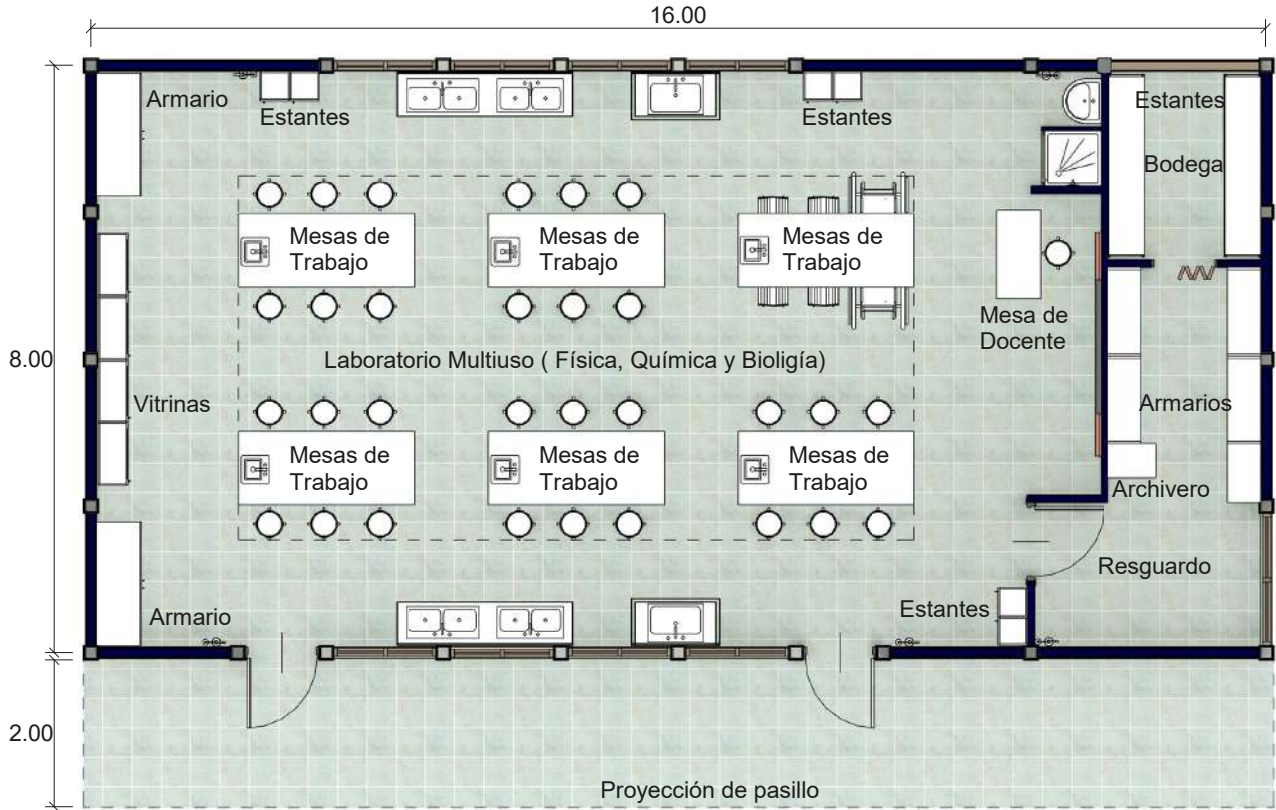 16.00
Armario
Estantes
Estantes
Estantes
Bodega
Mesas de
Trabajo
Mesas de
Trabajo
Mesas de
Trabajo
Mesa de
Docente
8.00
Laboratorio Multiuso ( Física, Química y Bioligía)
Vitrinas
Armarios
Mesas de
Trabajo
Mesas de
Trabajo
Mesas de
Trabajo
Archivero
Resguardo
Armario
Estantes
2.00
Proyección de pasillo